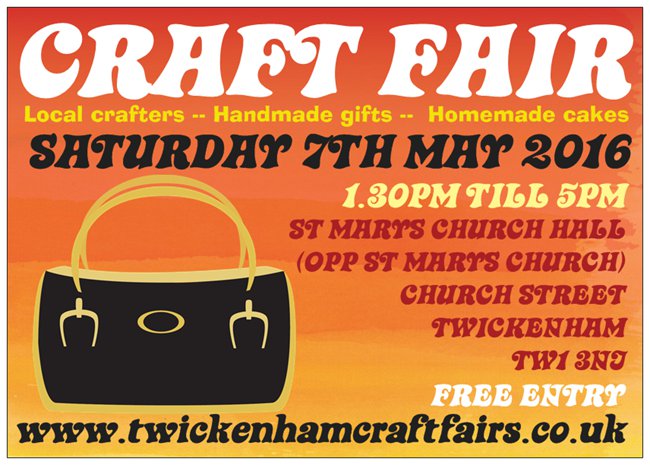 CRAFT FAIR
Local crafters -- Handmade gifts -- Homemade cakes
SATURDAY 7TH MAY 2016
1.30PM TILL 5PM
ST MARYS CHURCH HALL
(OPP ST MARYS CHURCH)
CHURCH STREET
TWICKENHAM
TW1 3NJ
FREE ENTRY
www.twickenhamcraftfairs.co.uk